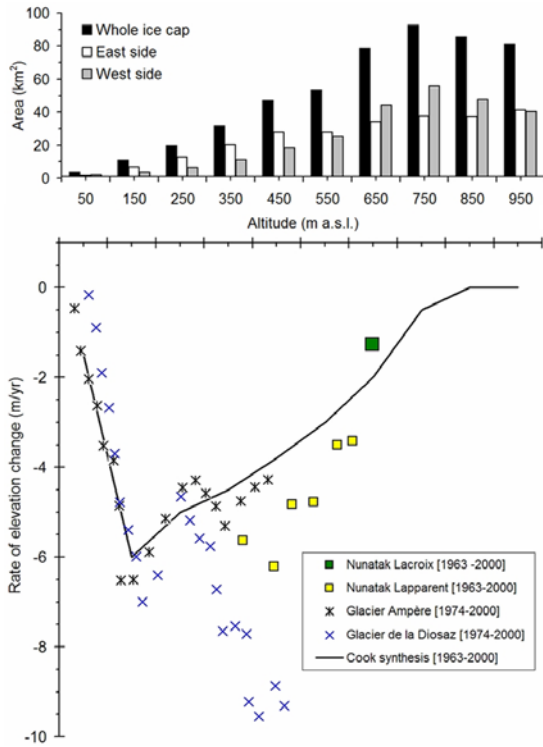 100
80
60
40
20
0
Area (km²)
Whole ice cap
East side
West side
50 150 250 350 450 550 650 750 850 950
Altitude (m a.s.l.)
0
-2
-4
-6
-8
-10
Rate of elevation change (m/yr)
Nunatak Lacroix [1963 -2000]
Nunatak Lapparent [1963-2000]
Glacier Ampère [1974-2000]
Glacier de la Diosaz [1974-2000]
Cook synthesis [1963-2000]